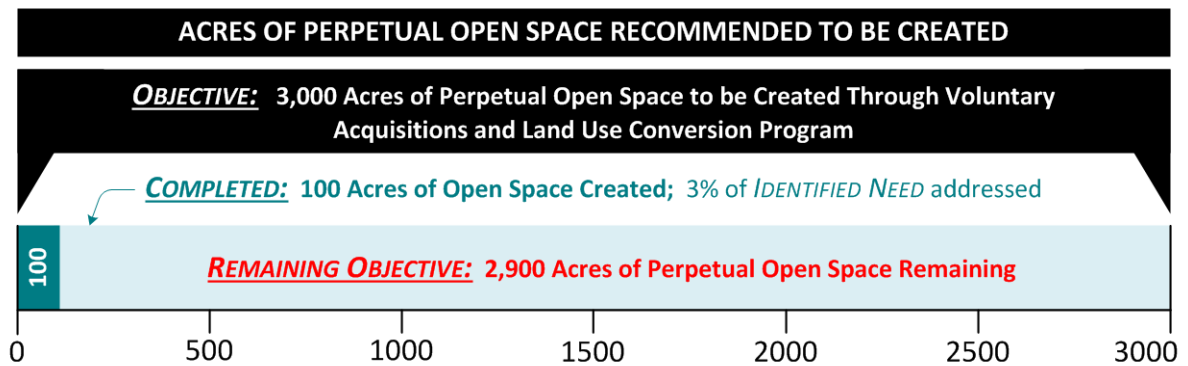 ACRES OF PERPETUAL OPEN SPACE RECOMMENDED TO BE CREATED
OBJECTIVE: 3,000 Acres of Perpetual Open Space to be Created Through Voluntary
Acquisitions and Land Use Conversion Program
COMPLETED: 100 Acres of Open Space Created; 3% of IDENTIFIED NEED addressed
100
REMAINING OBJECTIVE: 2,900 Acres of Perpetual Open Space Remaining
0 500 1000 1500 2000 2500 3000